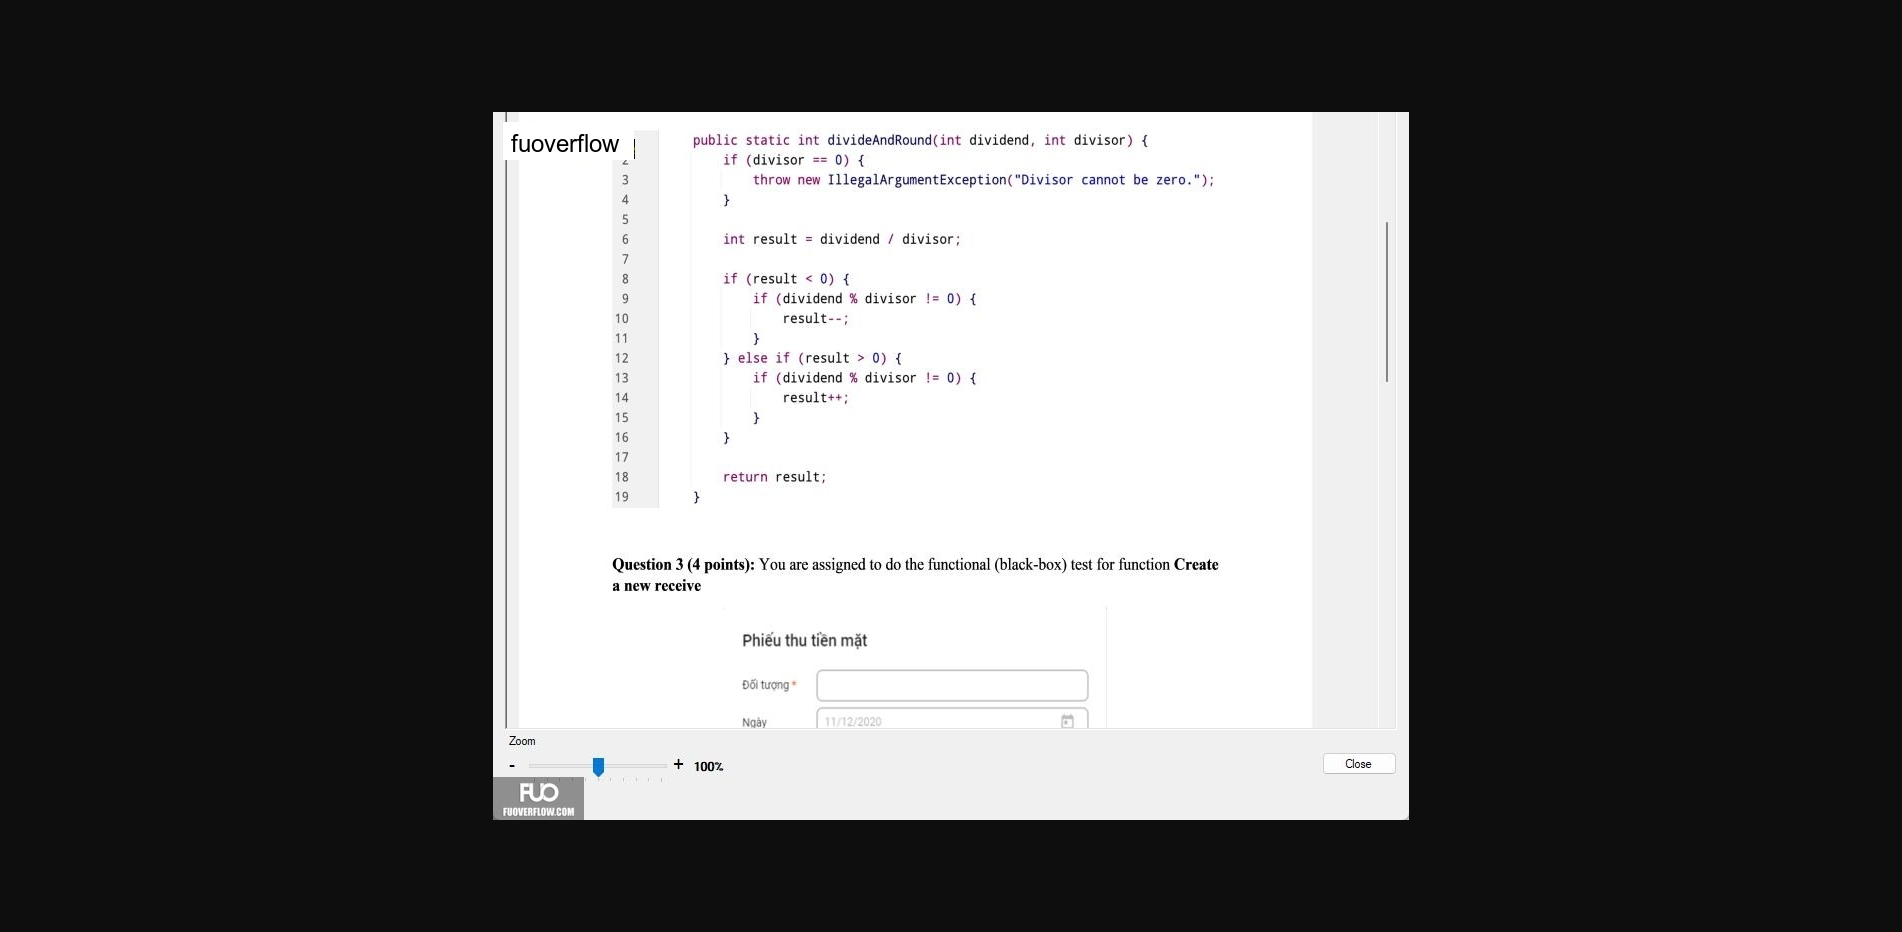 fuoverflow
public static int divideAndRound(int dividend, int divisor) {
2 if (divisor == 0) {
3 throw new IllegalArgumentException("Divisor cannot be zero.");
4 }
5
6 int result = dividend / divisor;
7
8 if (result < 0) {
9 if (dividend % divisor != 0) {
10 result--;
11 }
12 } else if (result > 0) {
13 if (dividend % divisor != 0) {
14 result++;
15 }
16 }
17
18 return result;
19 }
Question 3 (4 points): You are assigned to do the functional (black-box) test for function Create
a new receive
Phiếu thu tiền mặt
Đối tượng *
Ngày 11/12/2020
Zoom
- + 100%
Close
FUO
FUOVERFLOW.COM